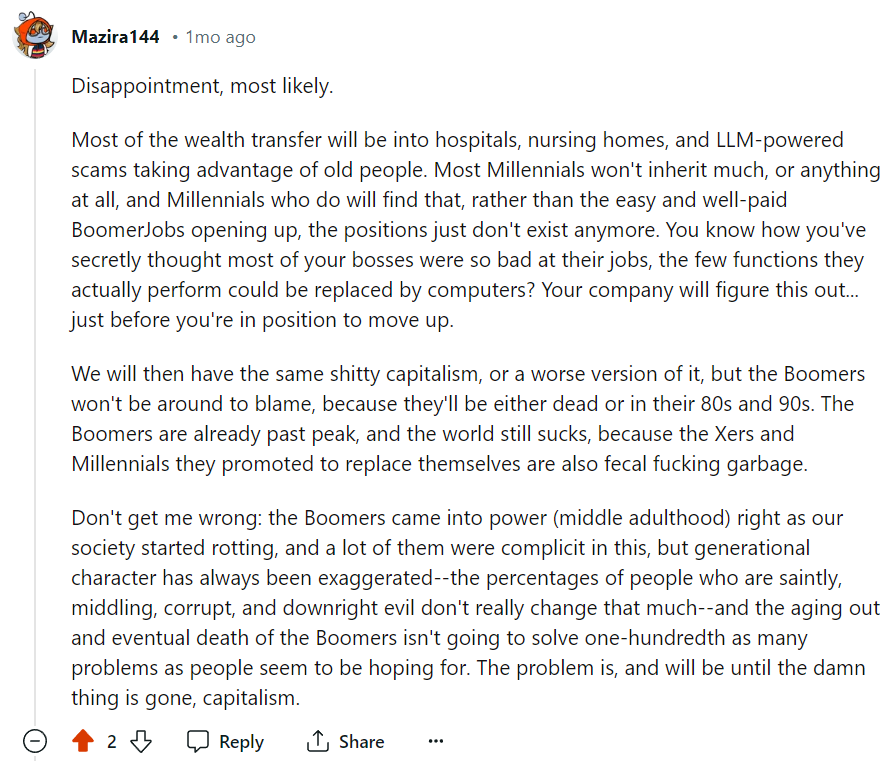 Mazira144 • 1mo ago
Disappointment, most likely.
Most of the wealth transfer will be into hospitals, nursing homes, and LLM-powered
scams taking advantage of old people. Most Millennials won't inherit much, or anything
at all, and Millennials who do will find that, rather than the easy and well-paid
BoomerJobs opening up, the positions just don't exist anymore. You know how you've
secretly thought most of your bosses were so bad at their jobs, the few functions they
actually perform could be replaced by computers? Your company will figure this out...
just before you're in position to move up.
We will then have the same shitty capitalism, or a worse version of it, but the Boomers
won't be around to blame, because they'll be either dead or in their 80s and 90s. The
Boomers are already past peak, and the world still sucks, because the Xers and
Millennials they promoted to replace themselves are also fecal fucking garbage.
Don't get me wrong: the Boomers came into power (middle adulthood) right as our
society started rotting, and a lot of them were complicit in this, but generational
character has always been exaggerated--the percentages of people who are saintly,
middling, corrupt, and downright evil don't really change that much--and the aging out
and eventual death of the Boomers isn't going to solve one-hundredth as many
problems as people seem to be hoping for. The problem is, and will be until the damn
thing is gone, capitalism.
2 Reply Share ...